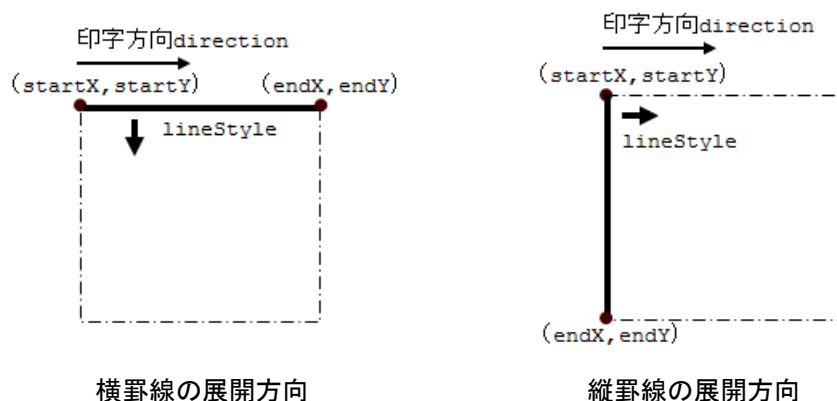 印字方向direction
(startX,startY)
(endX,endY)
lineStyle
横罫線の展開方向
印字方向direction
(startX,startY)
lineStyle
(endX,endY)
縦罫線の展開方向